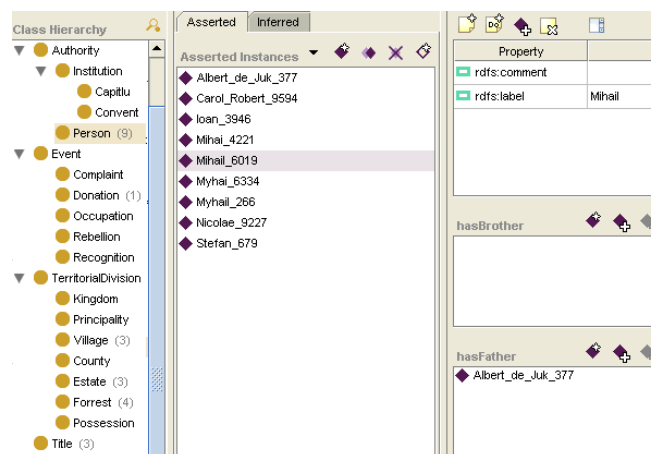 Class Hierarchy
Authority
Institution
Capitlu
Convent
Person (9)
Event
Complaint
Donation (1)
Occupation
Rebellion
Recognition
TerritorialDivision
Kingdom
Principality
Village (3)
County
Estate (3)
Forrest (4)
Possession
Title (3)
Asserted Inferred
Asserted Instances
Albert_de_Juk_377
Carol_Robert_9594
Ioan_3946
Mihai_4221
Mihail_6019
Myhai_6334
Myhail_266
Nicolae_9227
Stefan_679
Property
rdfs:comment
rdfs:label Mihail
hasBrother
hasFather
Albert_de_Juk_377